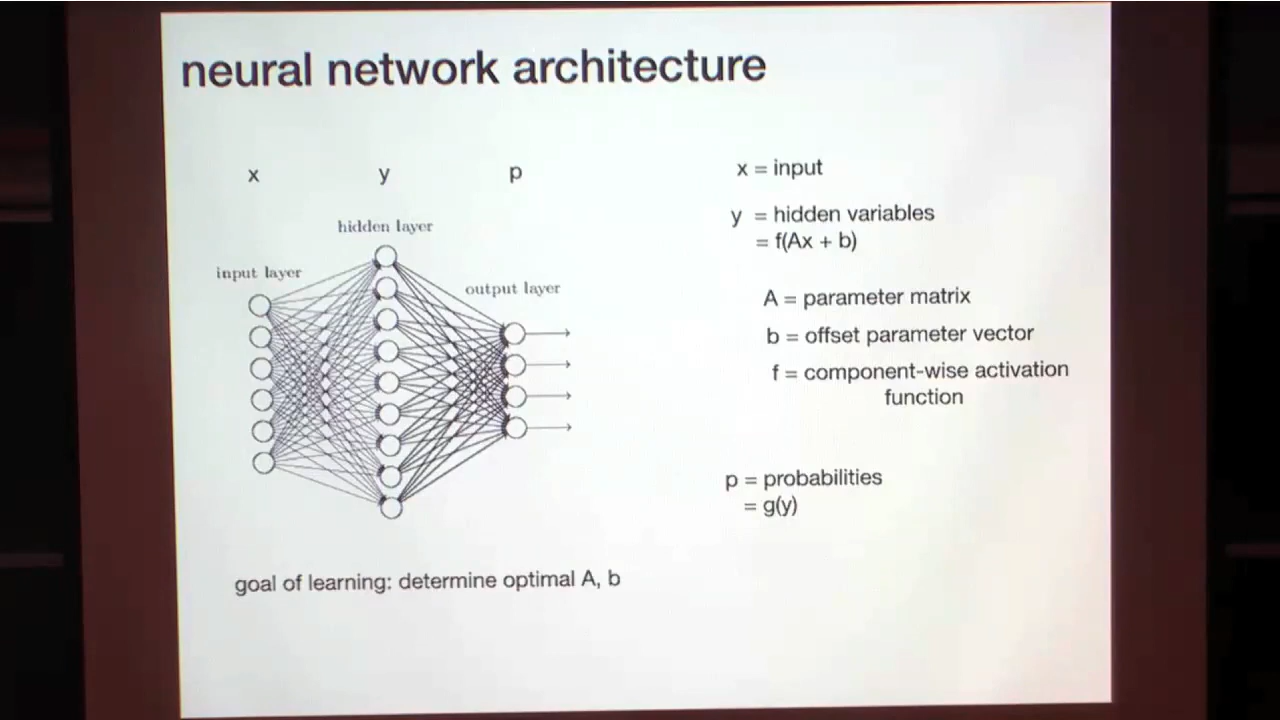 neural network architecture
x y p
hidden layer
input layer
output layer
x = input
y = hidden variables
= f(Ax + b)
A = parameter matrix
b = offset parameter vector
f = component-wise activation
function
p = probabilities
= g(y)
goal of learning: determine optimal A, b